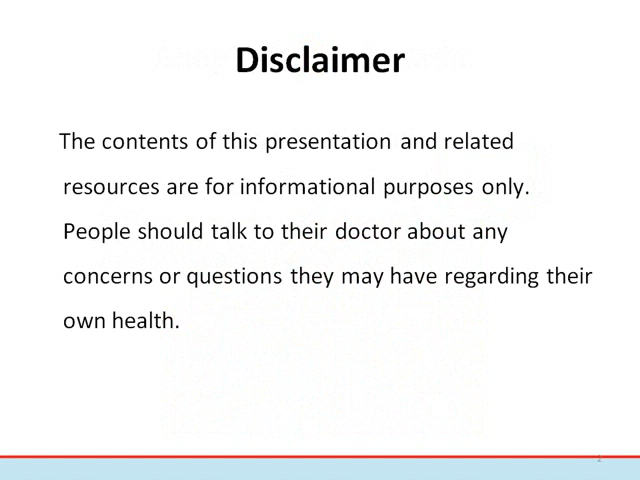 Disclaimer
The contents of this presentation and related
resources are for informational purposes only.
People should talk to their doctor about any
concerns or questions they may have regarding their
own health.
2